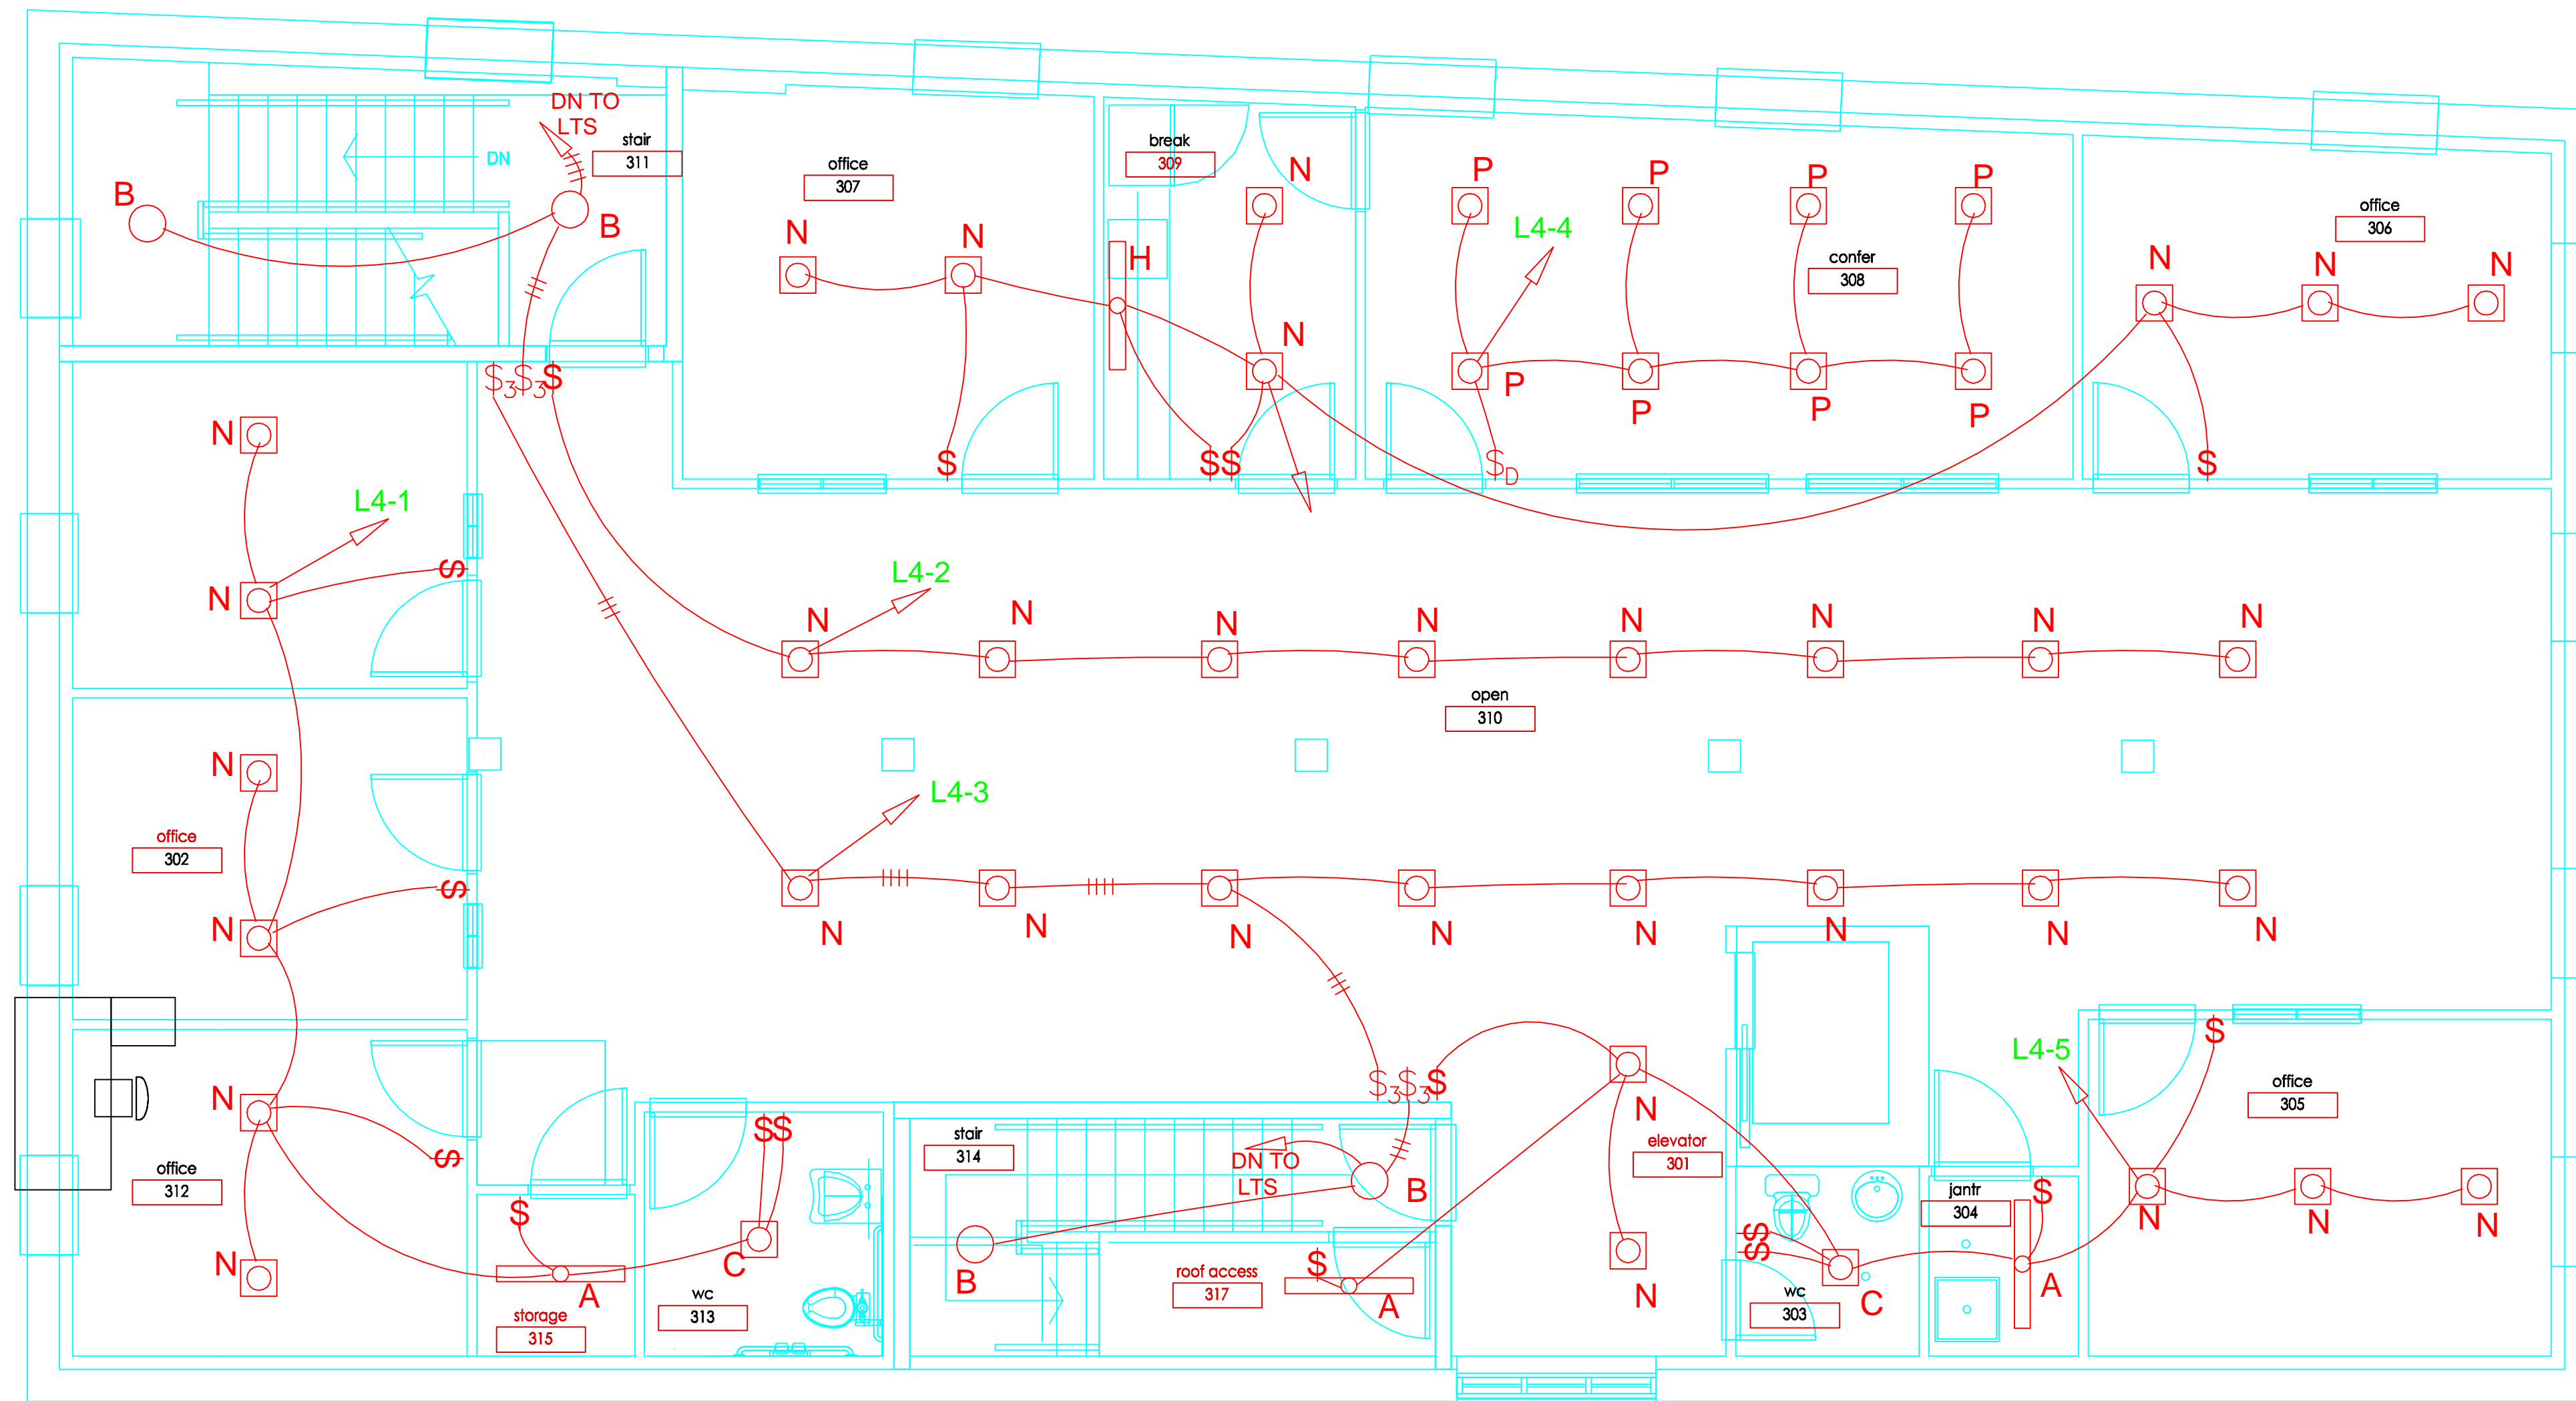 DN TO
LTS
stair
311
DN
B
B
office
307
N
N
break
309
N
H
N
P
P
P
P
L4-4
confer
308
P
P
P
P
office
306
N
N
N
$3
$3
$
$
$
$
$D
$
N
L4-1
N
$
L4-2
N
N
N
N
N
N
N
N
open
310
N
office
302
N
$
L4-3
N
N
N
N
N
N
N
N
N
office
312
N
$
$
A
storage
315
$
$
C
wc
313
stair
314
DN TO
LTS
B
B
$3
$3
$
roof access
317
$
A
N
elevator
301
N
$
$
wc
303
C
jantr
304
$
A
L4-5
$
office
305
N
N
N